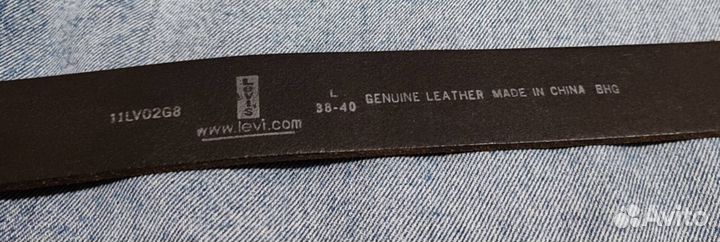 11LV02G8
Levi's
www.levi.com
L
38-40
GENUINE LEATHER MADE IN CHINA BHG
Avito